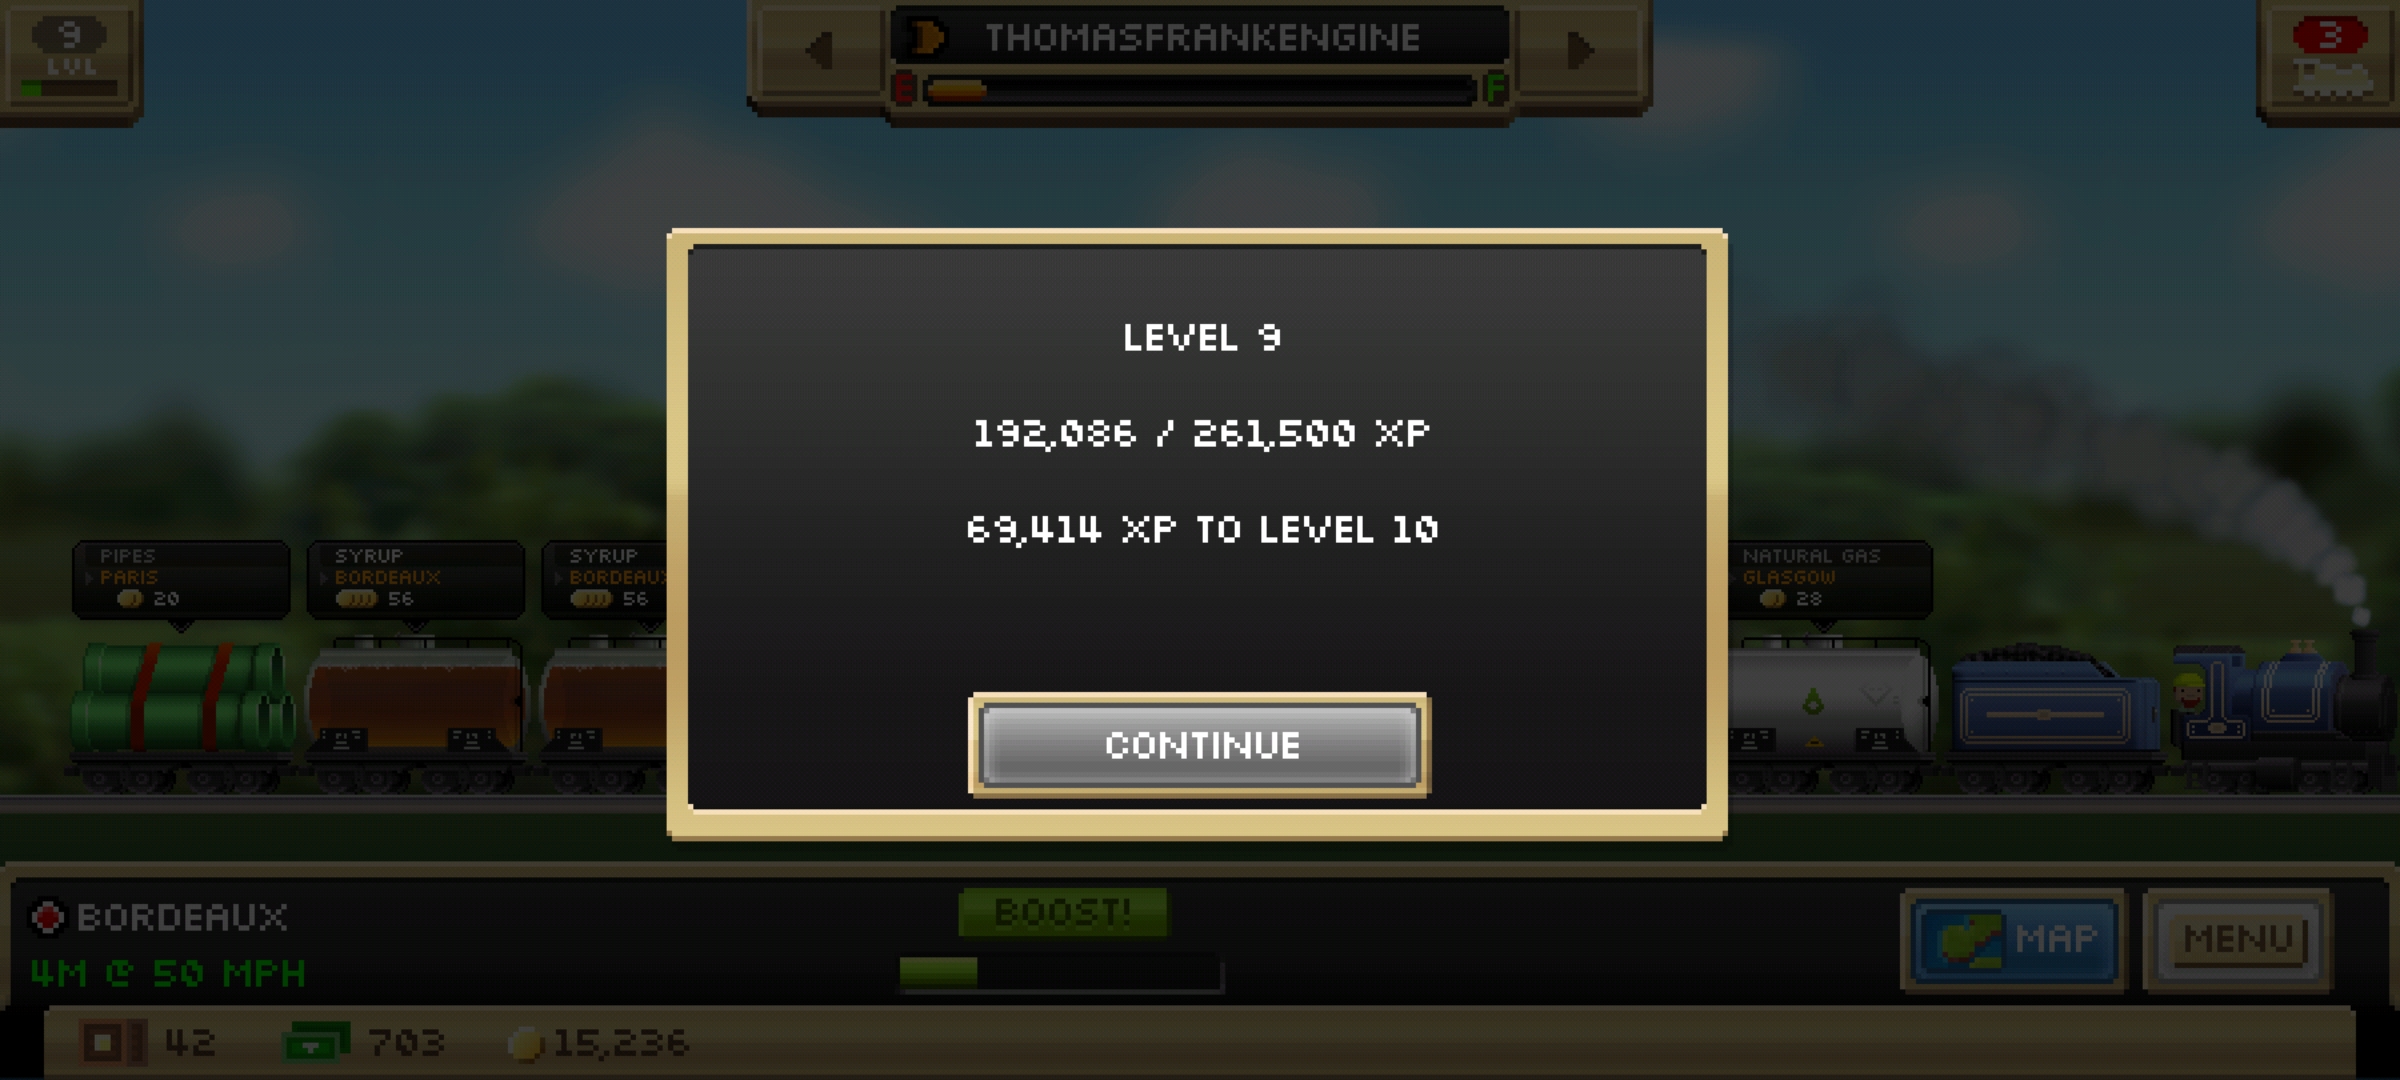 9
LVL
THOMASFRANKENGINE
E
F
3
LEVEL 9
192,086 / 261,500 XP
69,414 XP TO LEVEL 10
CONTINUE
PIPES
PARIS
20
SYRUP
BORDEAUX
56
SYRUP
BORDEAUX
56
NATURAL GAS
GLASGOW
28
BORDEAUX
4M @ 50 MPH
BOOST!
MAP
MENU
42
703
15,236